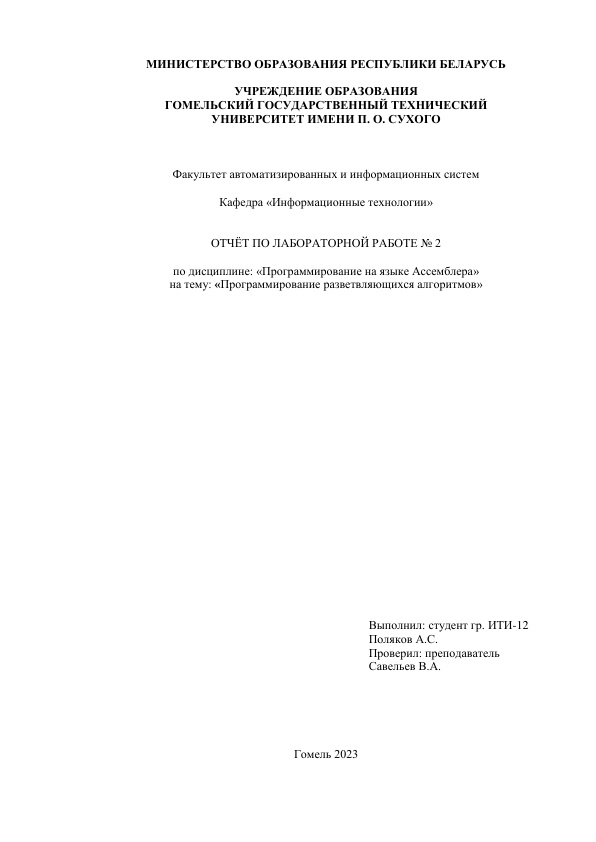 МИНИСТЕРСТВО ОБРАЗОВАНИЯ РЕСПУБЛИКИ БЕЛАРУСЬ
УЧРЕЖДЕНИЕ ОБРАЗОВАНИЯ
ГОМЕЛЬСКИЙ ГОСУДАРСТВЕННЫЙ ТЕХНИЧЕСКИЙ
УНИВЕРСИТЕТ ИМЕНИ П. О. СУХОГО
Факультет автоматизированных и информационных систем
Кафедра «Информационные технологии»
ОТЧЁТ ПО ЛАБОРАТОРНОЙ РАБОТЕ № 2
по дисциплине: «Программирование на языке Ассемблера»
на тему: «Программирование разветвляющихся алгоритмов»
Выполнил: студент гр. ИТИ-12
Поляков А.С.
Проверил: преподаватель
Савельев В.А.
Гомель 2023